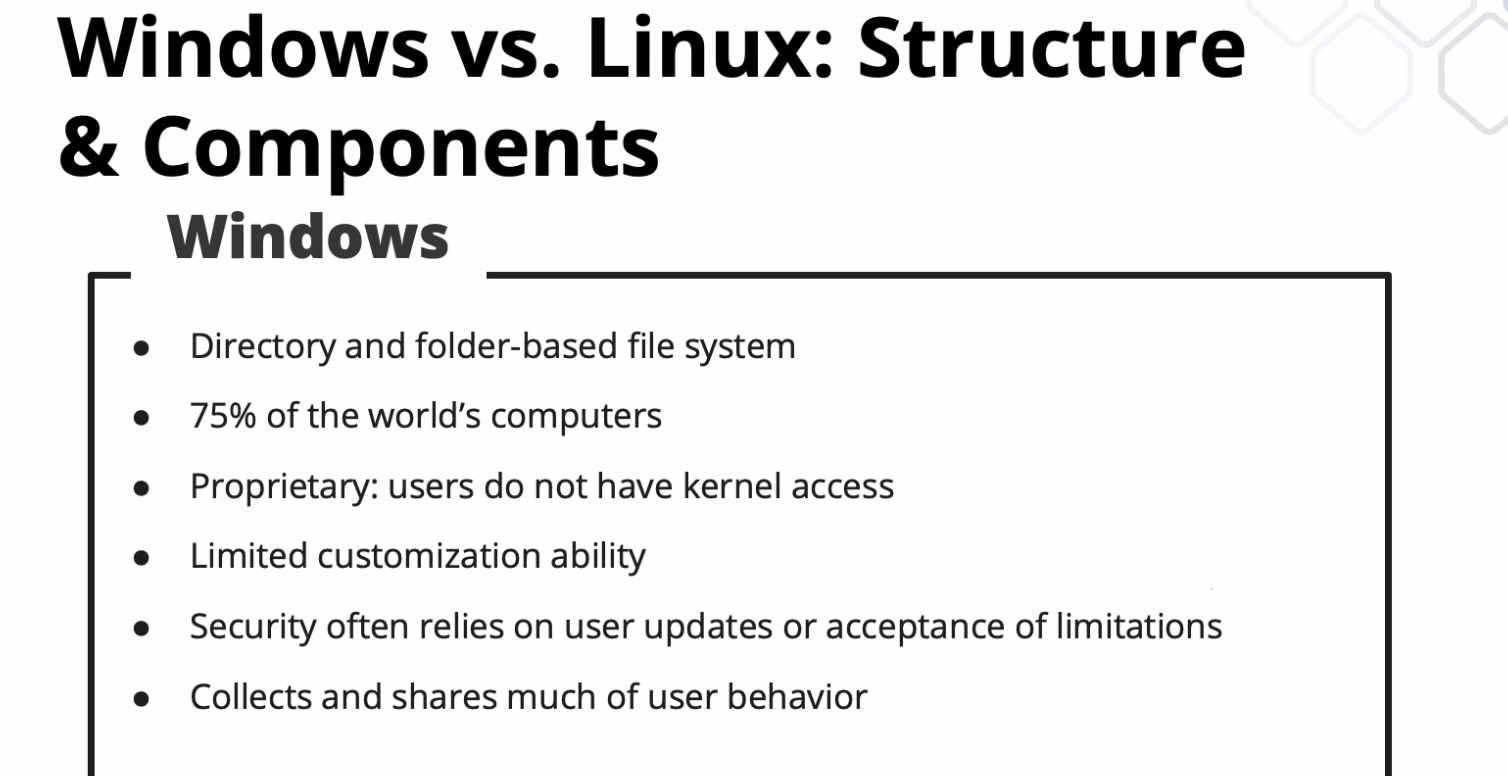 Windows vs. Linux: Structure
& Components
Windows
● Directory and folder-based file system
● 75% of the world’s computers
● Proprietary: users do not have kernel access
● Limited customization ability
● Security often relies on user updates or acceptance of limitations
● Collects and shares much of user behavior